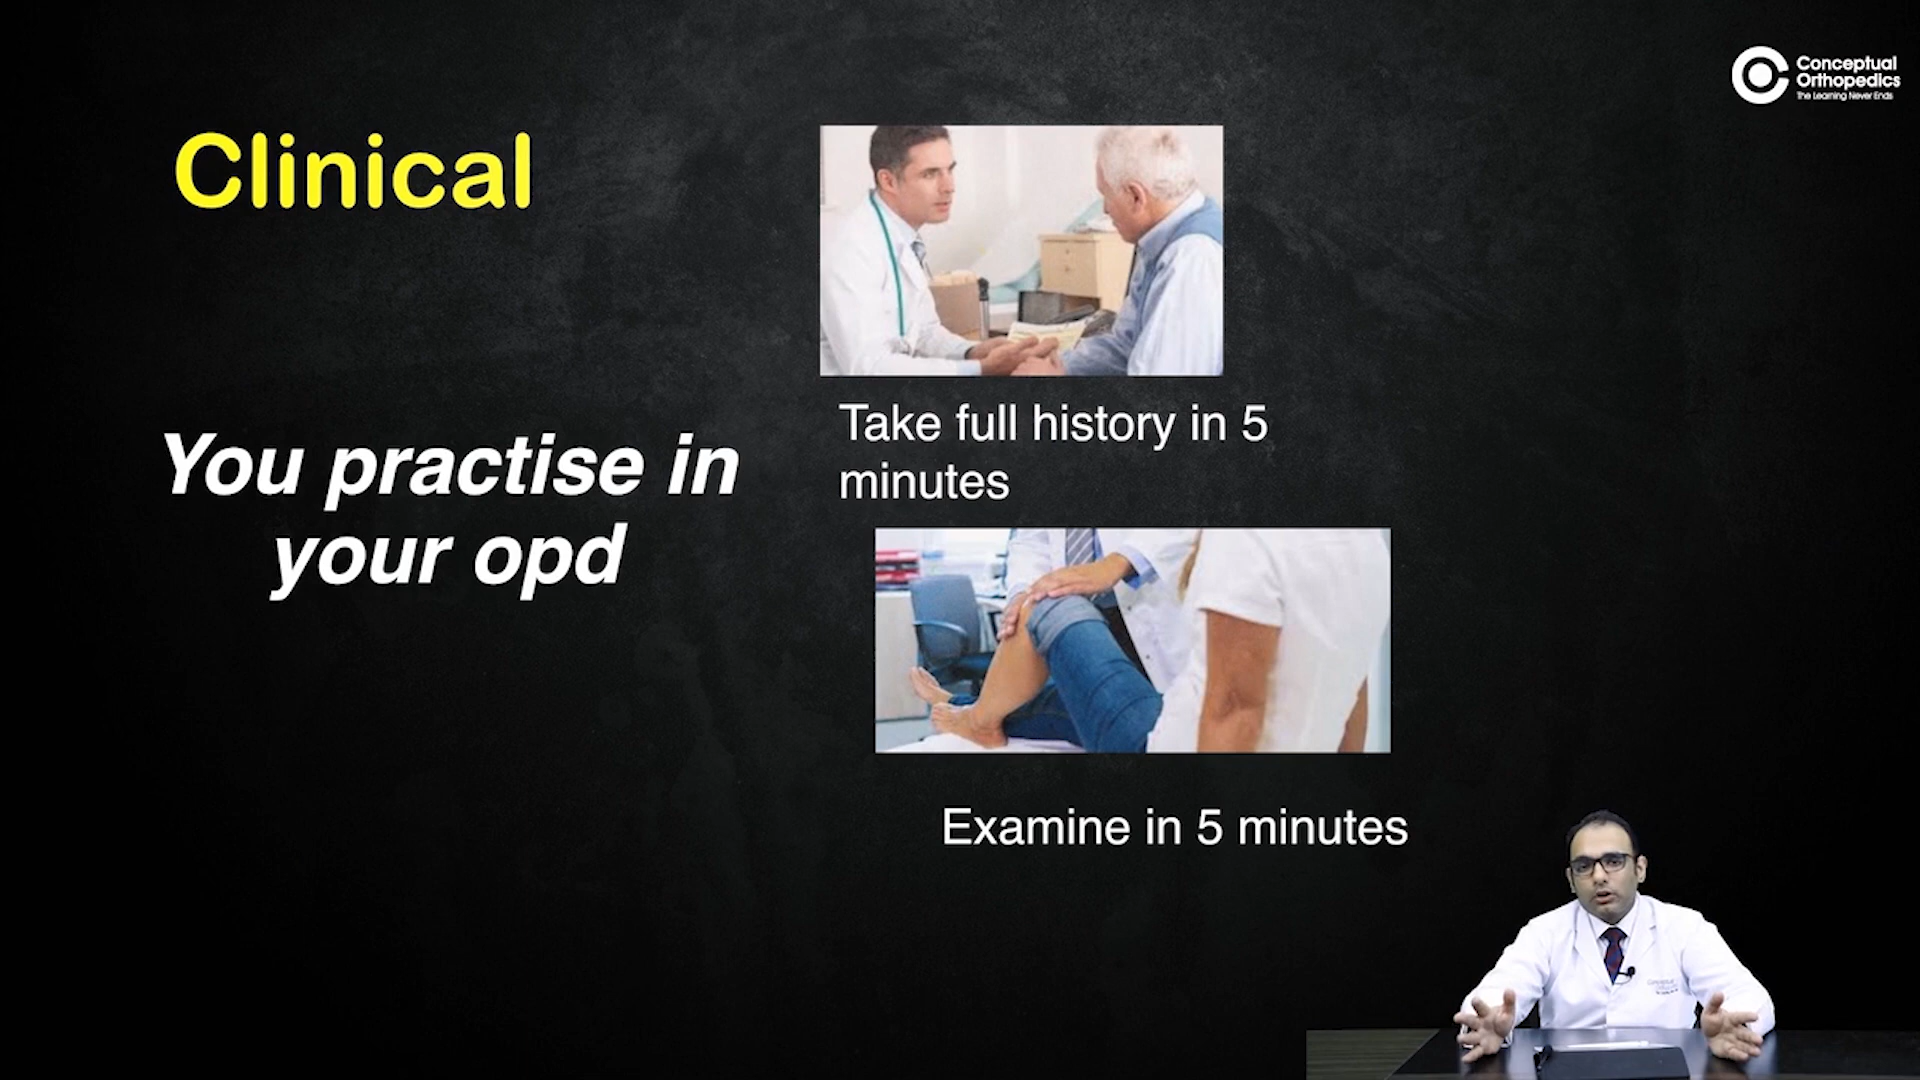 Conceptual
Orthopedics
The Learning Never Ends
Clinical
You practise in
your opd
Take full history in 5
minutes
Examine in 5 minutes